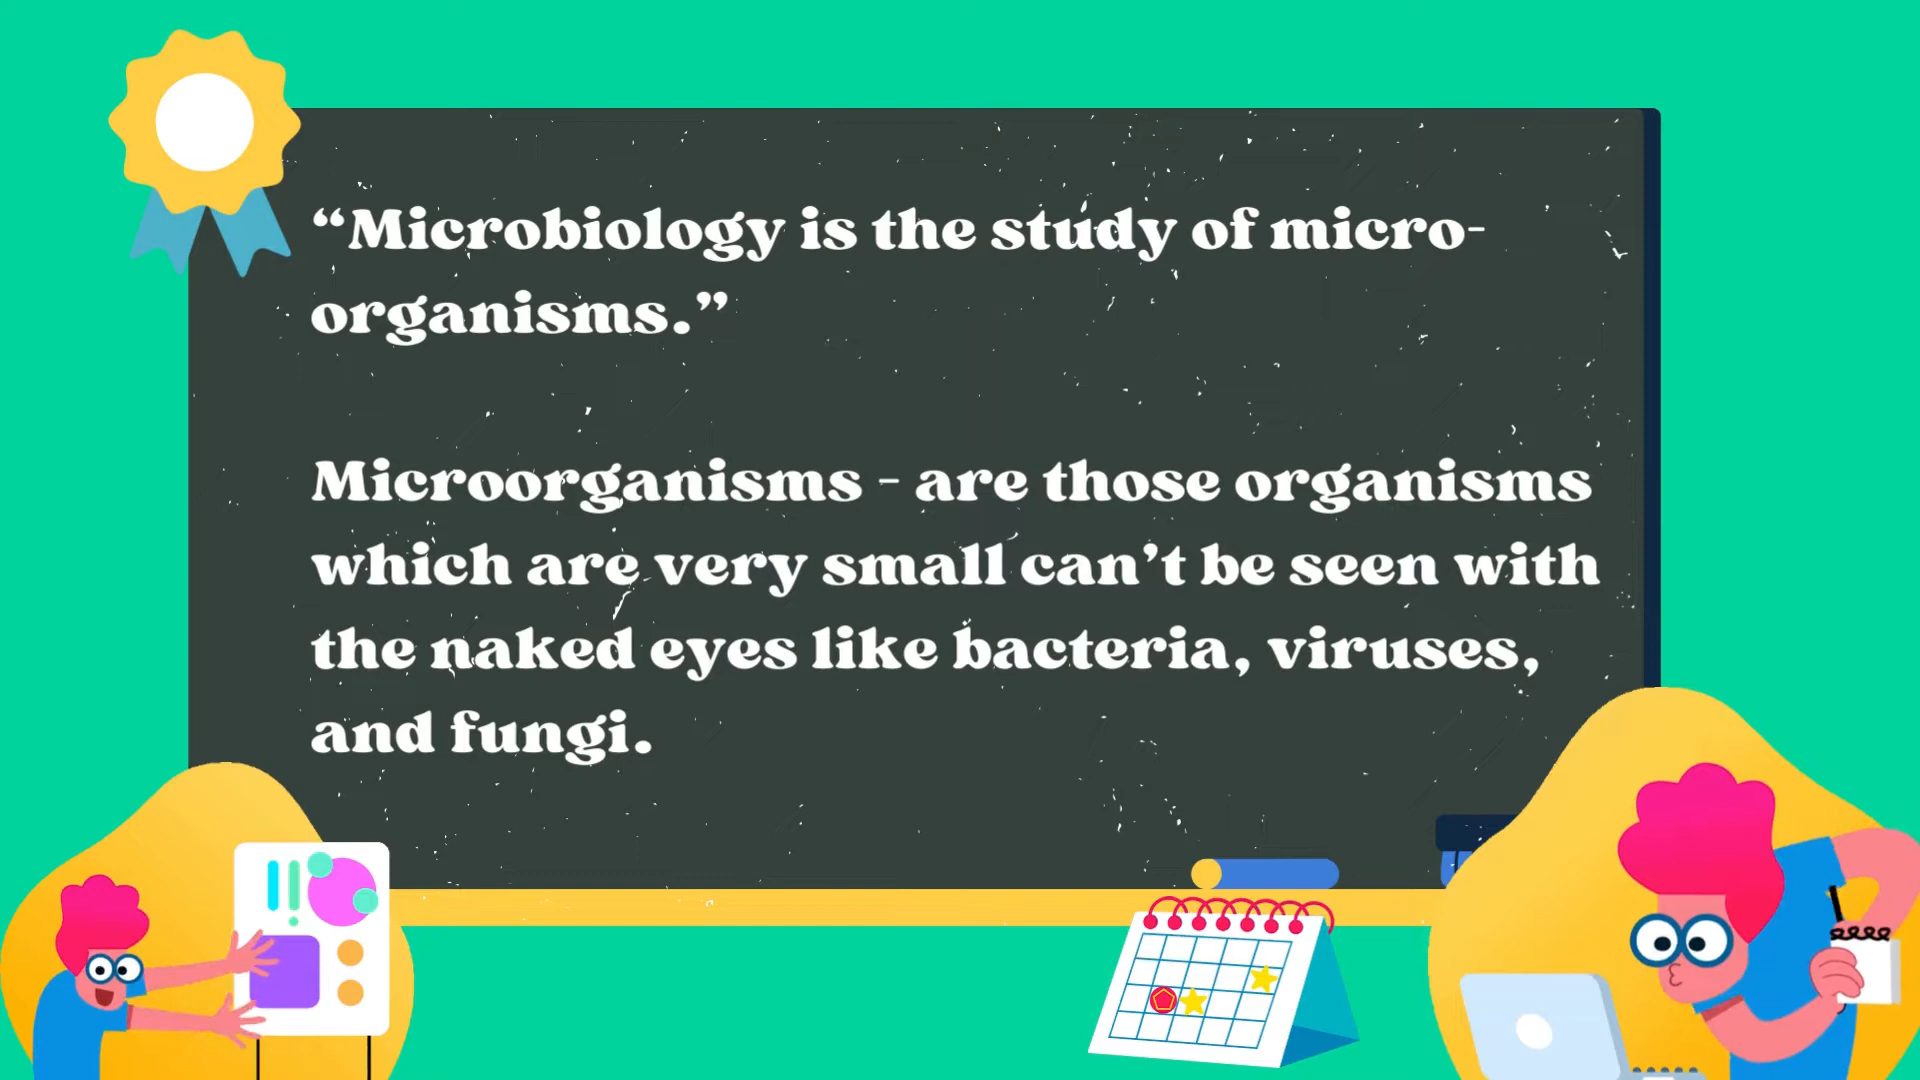 “Microbiology is the study of micro-
organisms.”
Microorganisms - are those organisms
which are very small can’t be seen with
the naked eyes like bacteria, viruses,
and fungi.